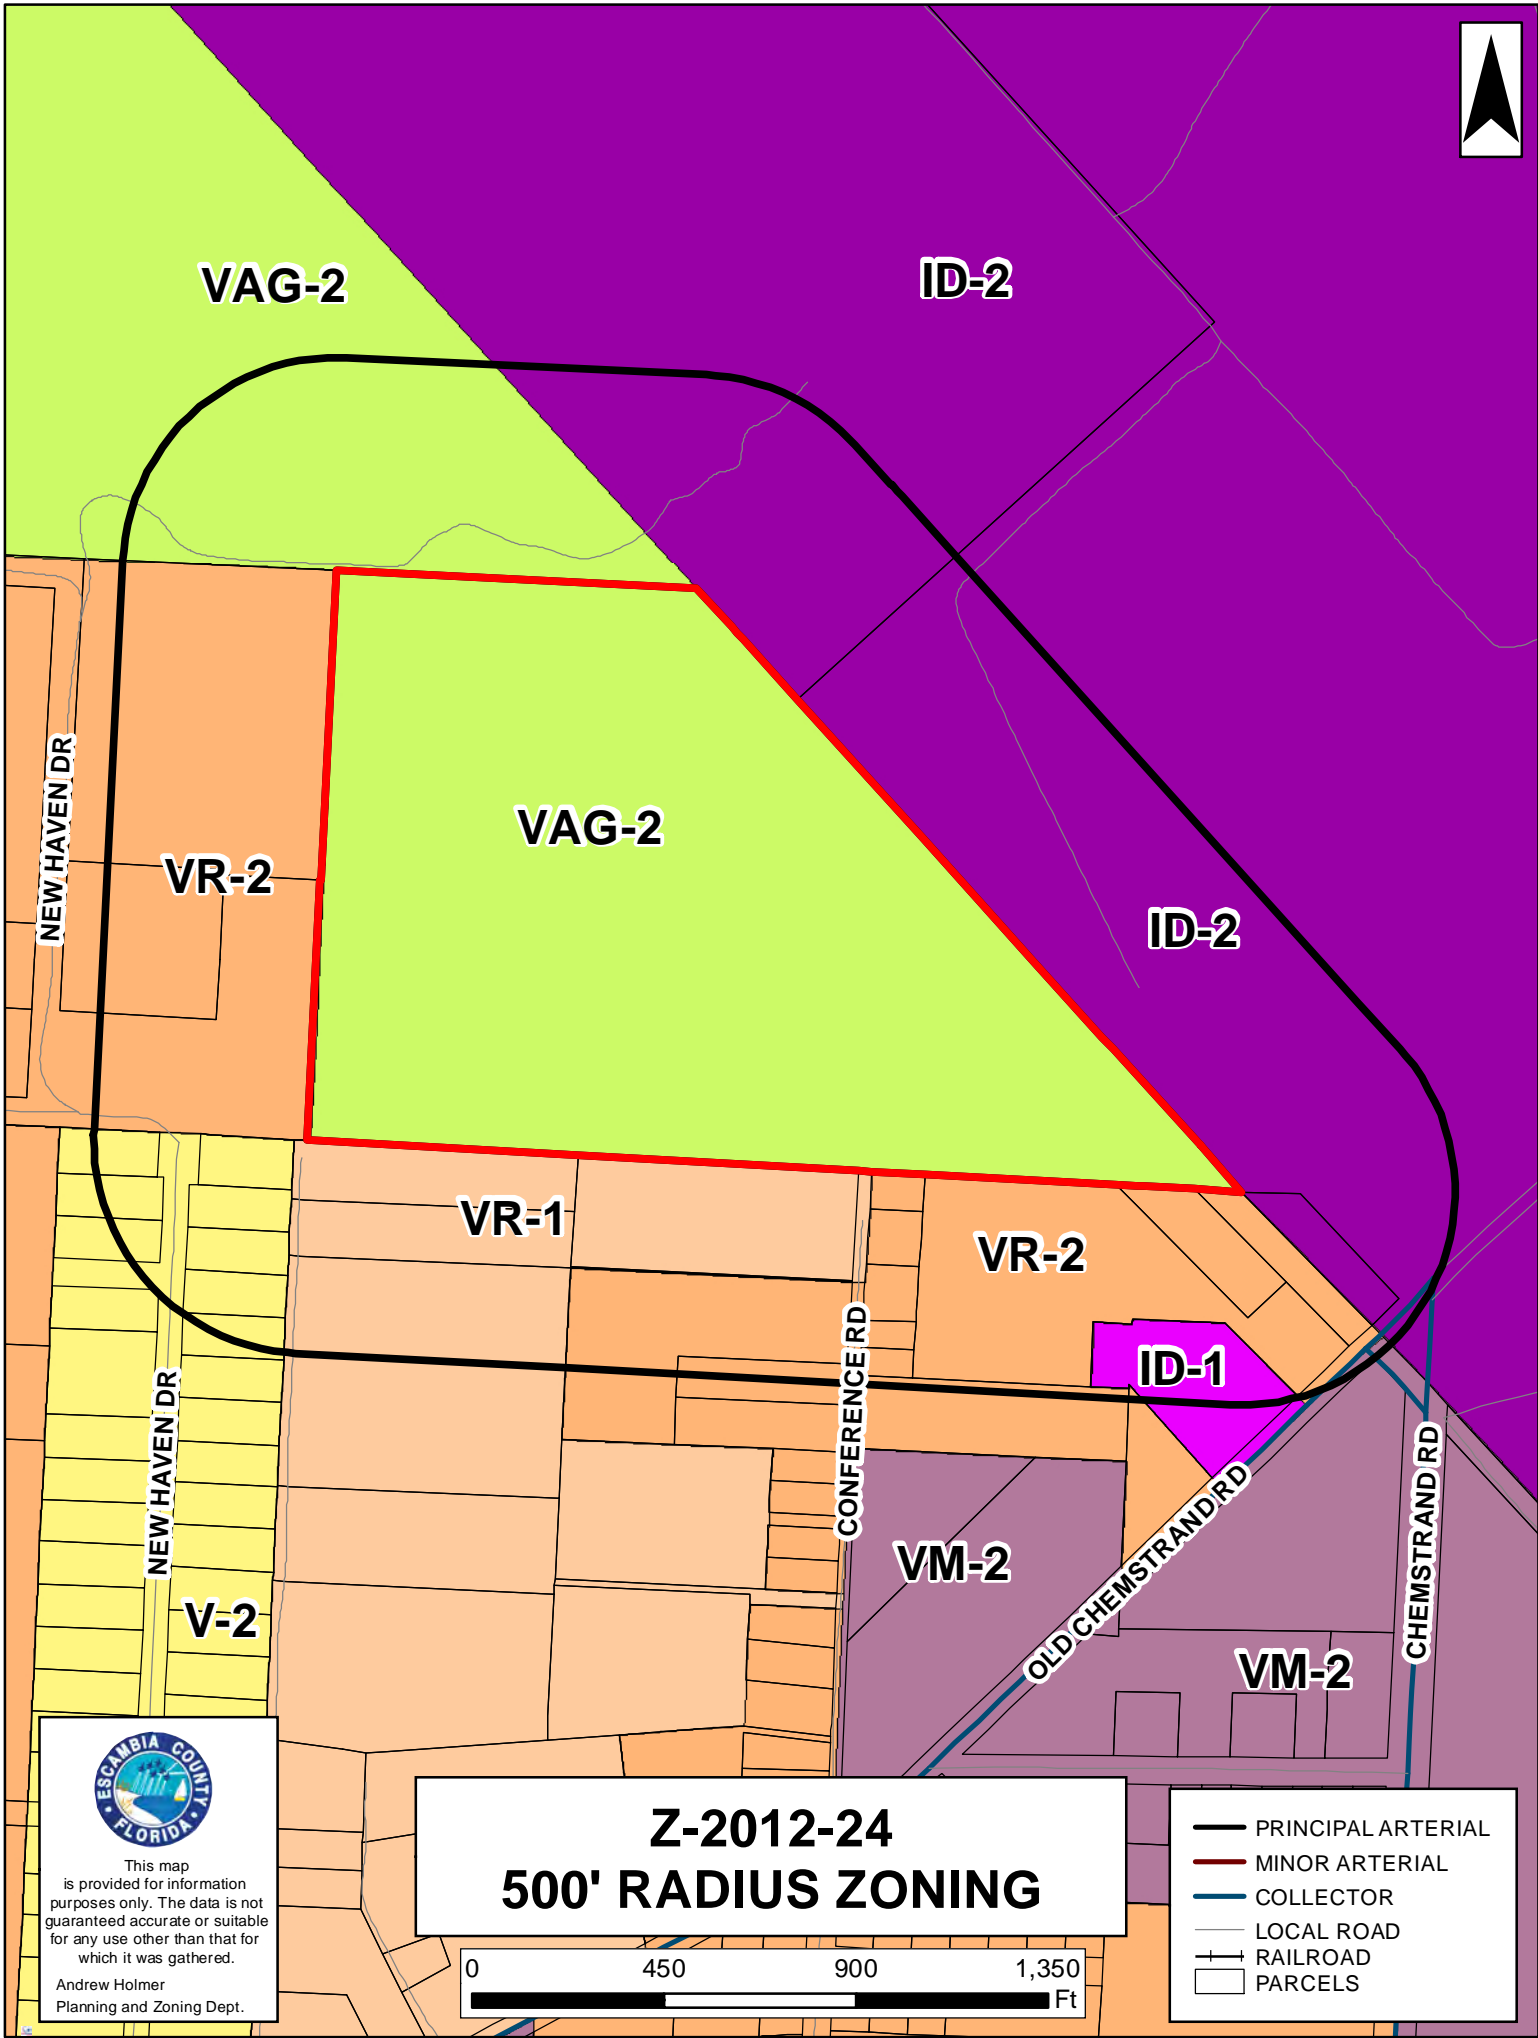 VAG-2
ID-2
VAG-2
NEW HAVEN DR
VR-2
ID-2
VR-1
VR-2
ID-1
CONFERENCE RD
NEW HAVEN DR
VM-2
OLD CHEMSTRAND RD
CHEMSTRAND RD
V-2
VM-2
ESCAMBIA COUNTY
FLORIDA
This map
is provided for information
purposes only. The data is not
guaranteed accurate or suitable
for any use other than that for
which it was gathered.
Andrew Holmer
Planning and Zoning Dept.
Z-2012-24
500' RADIUS ZONING
0 450 900 1,350
Ft
PRINCIPAL ARTERIAL
MINOR ARTERIAL
COLLECTOR
LOCAL ROAD
RAILROAD
PARCELS